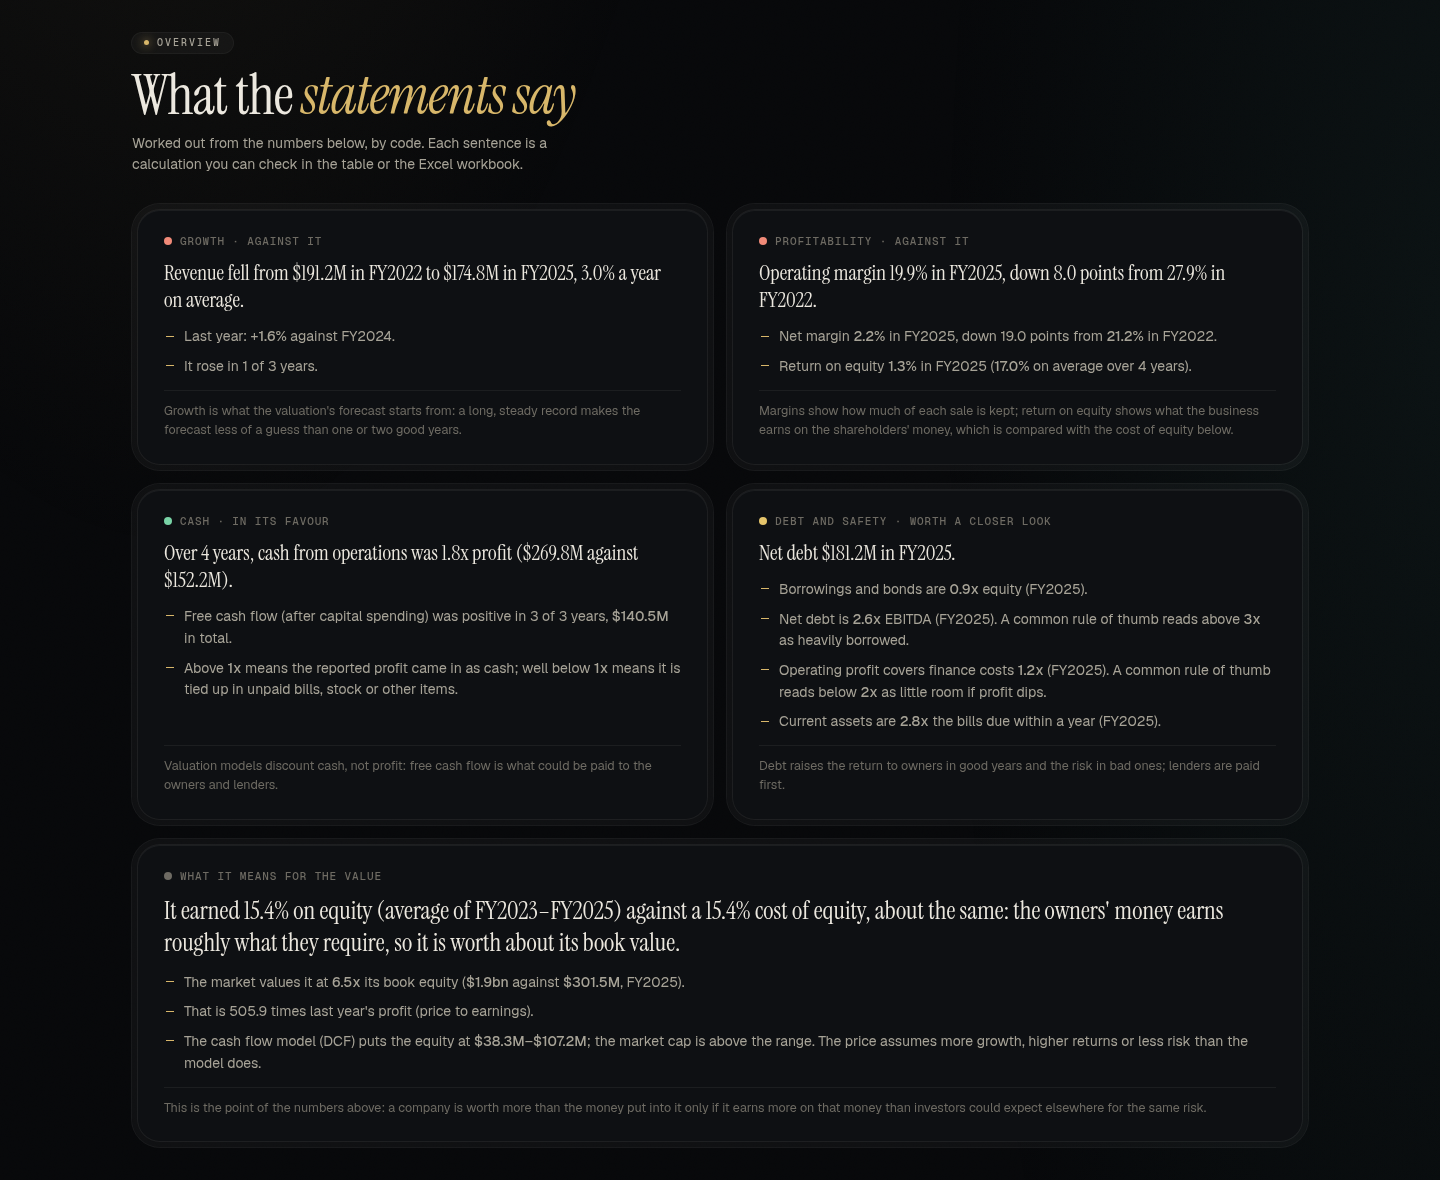 OVERVIEW
What the statements say
Worked out from the numbers below, by code. Each sentence is a
calculation you can check in the table or the Excel workbook.
GROWTH · AGAINST IT
Revenue fell from $191.2M in FY2022 to $174.8M in FY2025, 3.0% a year
on average.
– Last year: +1.6% against FY2024.
– It rose in 1 of 3 years.
Growth is what the valuation's forecast starts from: a long, steady record makes the
forecast less of a guess than one or two good years.
PROFITABILITY · AGAINST IT
Operating margin 19.9% in FY2025, down 8.0 points from 27.9% in
FY2022.
– Net margin 2.2% in FY2025, down 19.0 points from 21.2% in FY2022.
– Return on equity 1.3% in FY2025 (17.0% on average over 4 years).
Margins show how much of each sale is kept; return on equity shows what the business
earns on the shareholders' money, which is compared with the cost of equity below.
CASH · IN ITS FAVOUR
Over 4 years, cash from operations was 1.8x profit ($269.8M against
$152.2M).
– Free cash flow (after capital spending) was positive in 3 of 3 years, $140.5M
in total.
– Above 1x means the reported profit came in as cash; well below 1x means it is
tied up in unpaid bills, stock or other items.
Valuation models discount cash, not profit: free cash flow is what could be paid to the
owners and lenders.
DEBT AND SAFETY · WORTH A CLOSER LOOK
Net debt $181.2M in FY2025.
– Borrowings and bonds are 0.9x equity (FY2025).
– Net debt is 2.6x EBITDA (FY2025). A common rule of thumb reads above 3x
as heavily borrowed.
– Operating profit covers finance costs 1.2x (FY2025). A common rule of thumb
reads below 2x as little room if profit dips.
– Current assets are 2.8x the bills due within a year (FY2025).
Debt raises the return to owners in good years and the risk in bad ones; lenders are paid
first.
WHAT IT MEANS FOR THE VALUE
It earned 15.4% on equity (average of FY2023–FY2025) against a 15.4% cost of equity, about the same: the owners' money earns
roughly what they require, so it is worth about its book value.
– The market values it at 6.5x its book equity ($1.9bn against $301.5M, FY2025).
– That is 505.9 times last year's profit (price to earnings).
– The cash flow model (DCF) puts the equity at $38.3M–$107.2M; the market cap is above the range. The price assumes more growth, higher returns or less risk than the
model does.
This is the point of the numbers above: a company is worth more than the money put into it only if it earns more on that money than investors could expect elsewhere for the same risk.